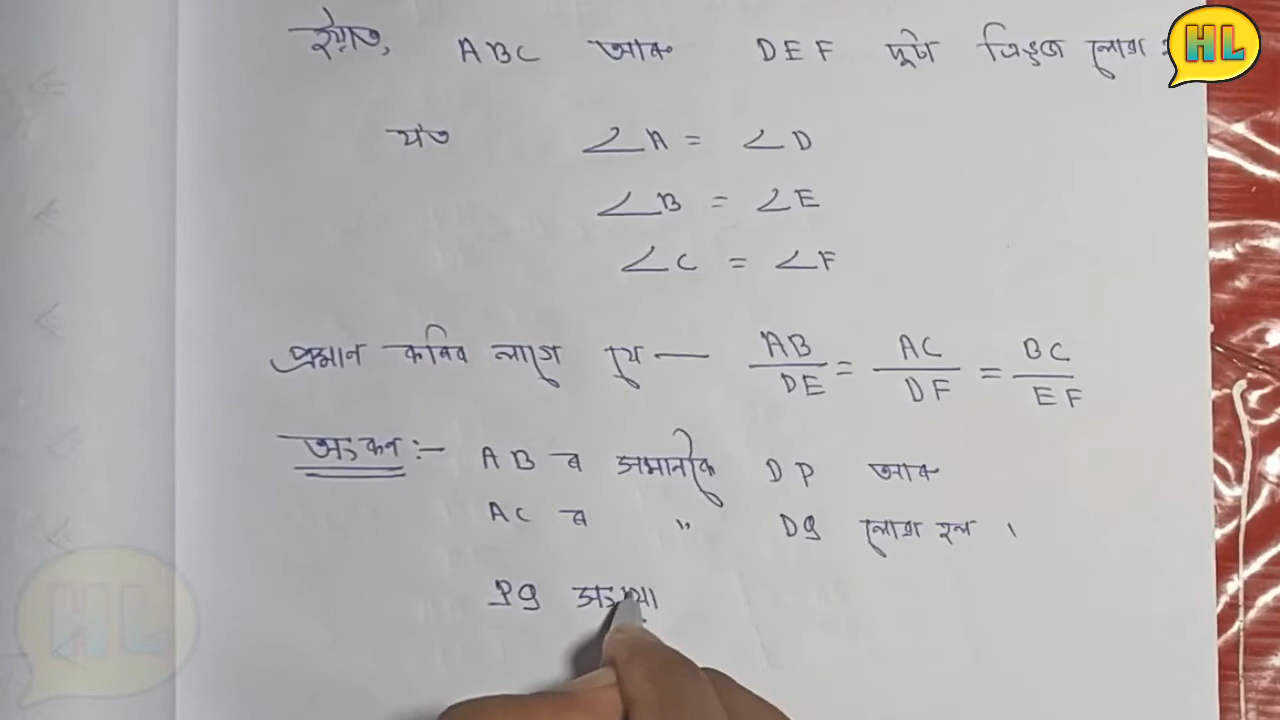 HL
ইয়াত, ABC আৰু DEF দুটা ত্ৰিভুজ লোৱা
য'ত ∠A = ∠D
∠B = ∠E
∠C = ∠F
প্ৰমান কৰিব লাগে যে — AB/DE = AC/DF = BC/EF
অংকন :- AB ৰ সমানকৈ DP আৰু
AC ৰ " DQ লোৱা হল ।
PQ সংযো
HL